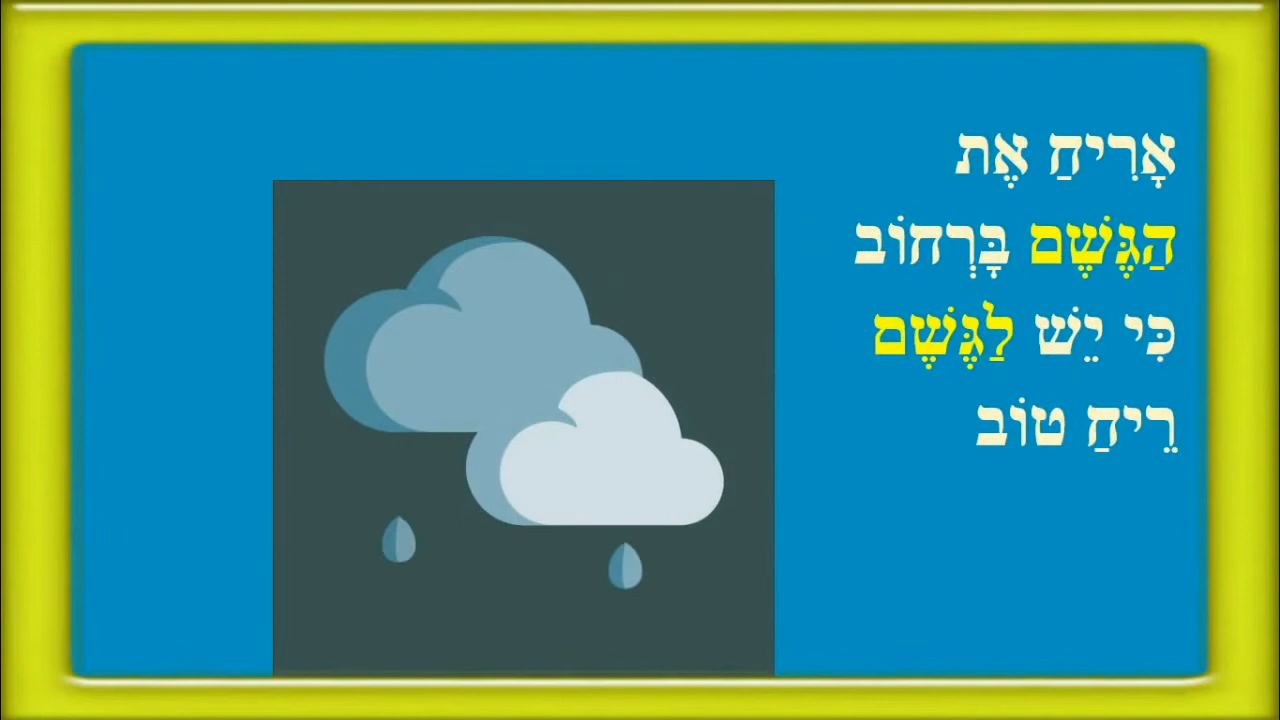 אָרִיחַ אֶת
הַגֶּשֶׁם בָּרְחוֹב
כִּי יֵשׁ לַגֶּשֶׁם
רֵיחַ טוֹב